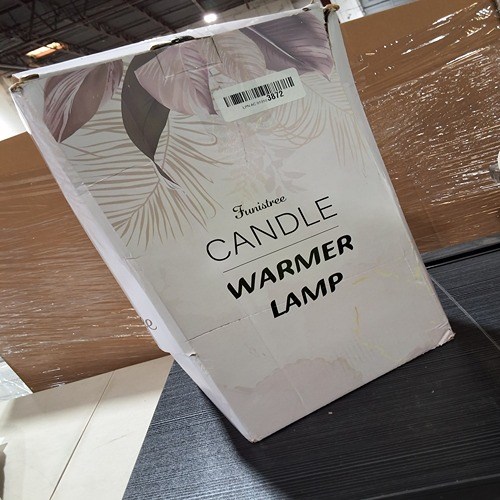 3872
Funistree
CANDLE
WARMER
LAMP